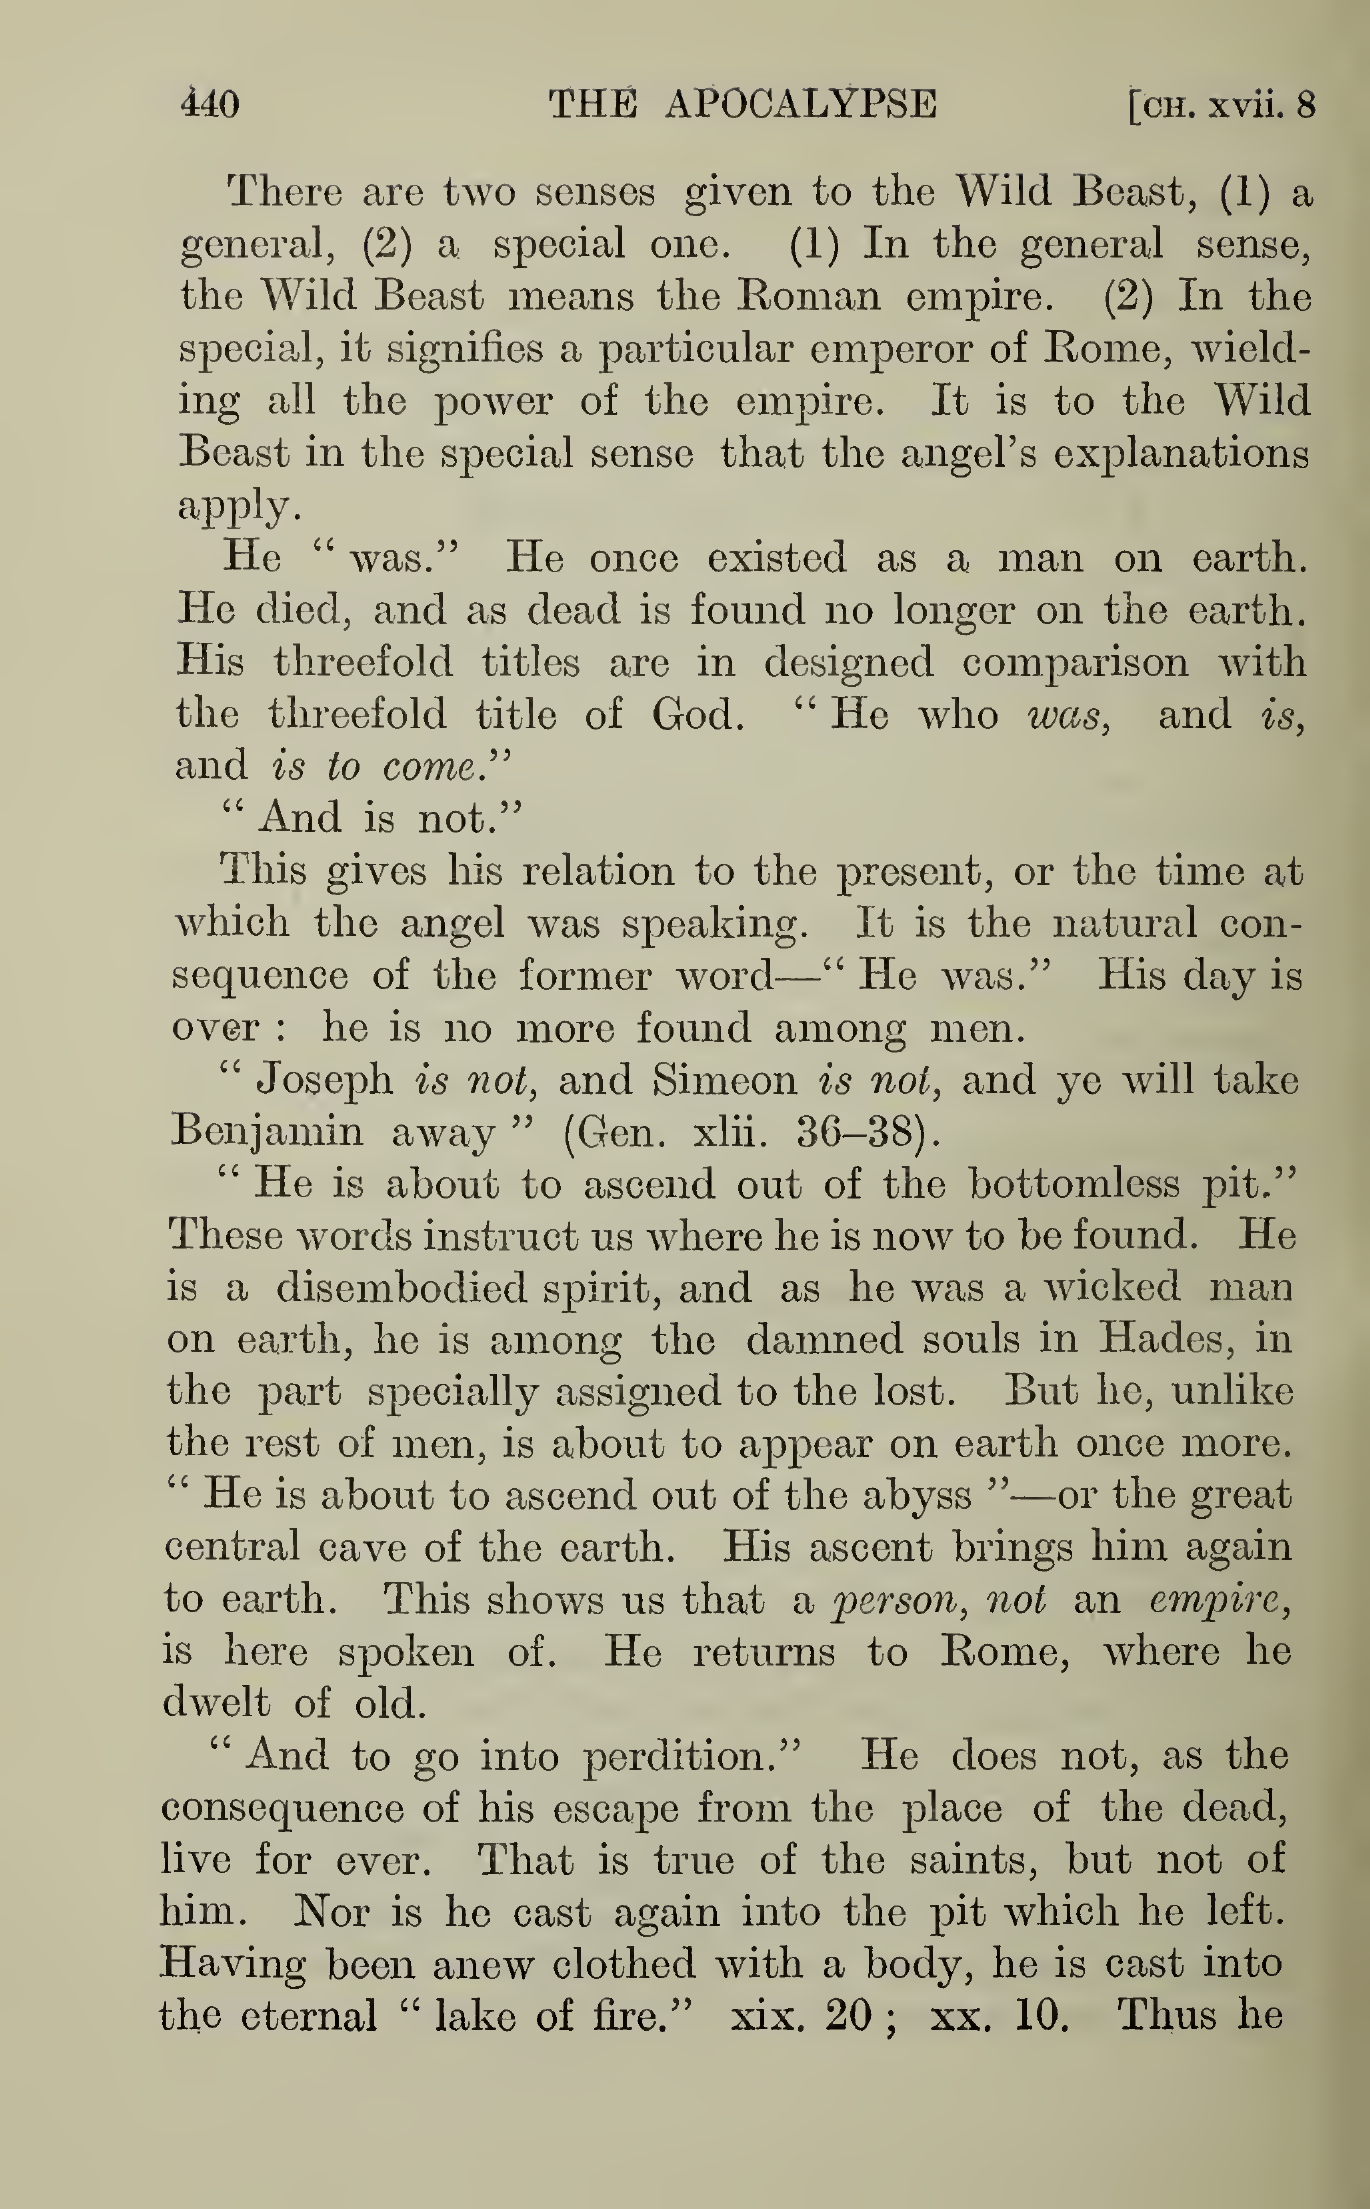 440 THE APOCALYPSE [CH. xvii. 8
There are two senses given to the Wild Beast, (1) a
general, (2) a special one. (1) In the general sense,
the Wild Beast means the Roman empire. (2) In the
special, it signifies a particular emperor of Rome, wield-
ing all the power of the empire. It is to the Wild
Beast in the special sense that the angel's explanations
apply.
He “ was.” He once existed as a man on earth.
He died, and as dead is found no longer on the earth.
His threefold titles are in designed comparison with
the threefold title of God. “ He who was, and is,
and is to come.”
“ And is not.”
This gives his relation to the present, or the time at
which the angel was speaking. It is the natural con-
sequence of the former word—“ He was.” His day is
over : he is no more found among men.
“ Joseph is not, and Simeon is not, and ye will take
Benjamin away ” (Gen. xlii. 36–38).
“ He is about to ascend out of the bottomless pit.”
These words instruct us where he is now to be found. He
is a disembodied spirit, and as he was a wicked man
on earth, he is among the damned souls in Hades, in
the part specially assigned to the lost. But he, unlike
the rest of men, is about to appear on earth once more.
“ He is about to ascend out of the abyss ”—or the great
central cave of the earth. His ascent brings him again
to earth. This shows us that a person, not an empire,
is here spoken of. He returns to Rome, where he
dwelt of old.
“ And to go into perdition.” He does not, as the
consequence of his escape from the place of the dead,
live for ever. That is true of the saints, but not of
him. Nor is he cast again into the pit which he left.
Having been anew clothed with a body, he is cast into
the eternal “ lake of fire.” xix. 20 ; xx. 10. Thus he